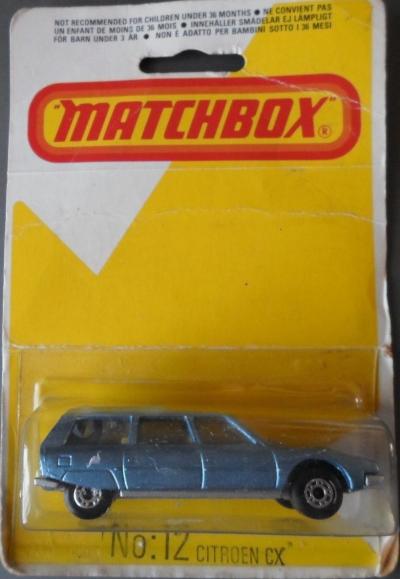 NOT RECOMMENDED FOR CHILDREN UNDER 36 MONTHS ● NE CONVIENT PAS
UN ENFANT DE MOINS DE 36 MOIS ● INNEHÅLLER SMÅDELAR EJ LÄMPLIGT
FÖR BARN UNDER 3 ÅR ● NON È ADATTO PER BAMBINI SOTTO I 36 MESI
"MATCHBOX"®
No:12 CITROEN CX